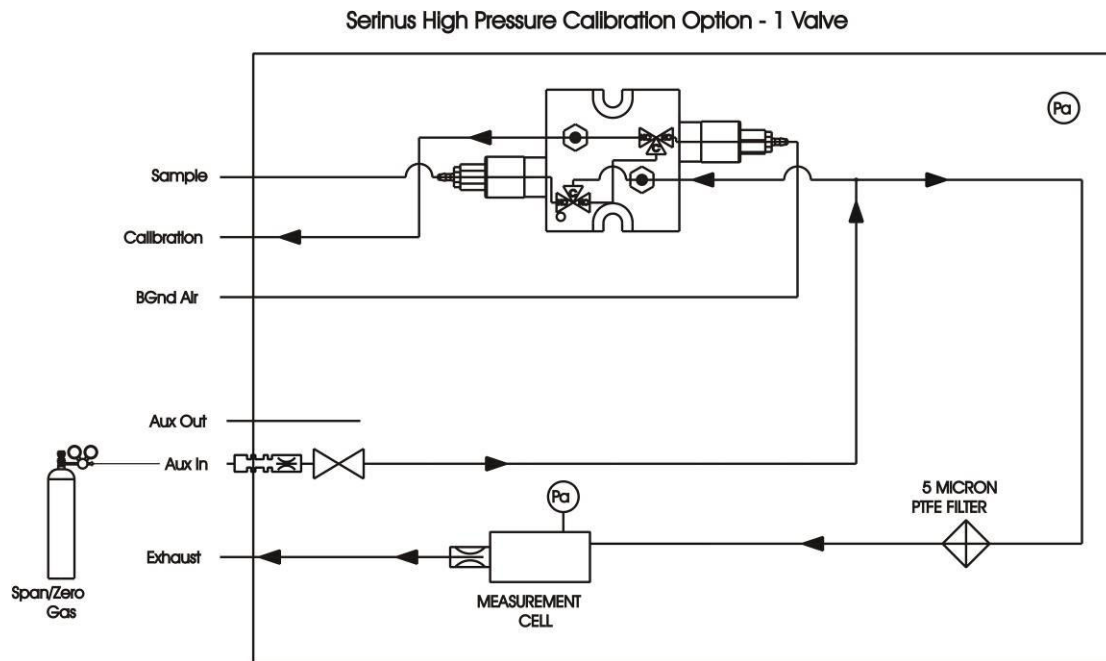 Serinus High Pressure Calibration Option - 1 Valve
Pa
Sample
Calibration
BGnd Air
Aux Out
Aux In
Pa
5 MICRON
PTFE FILTER
Exhaust
Span/Zero
Gas
MEASUREMENT
CELL